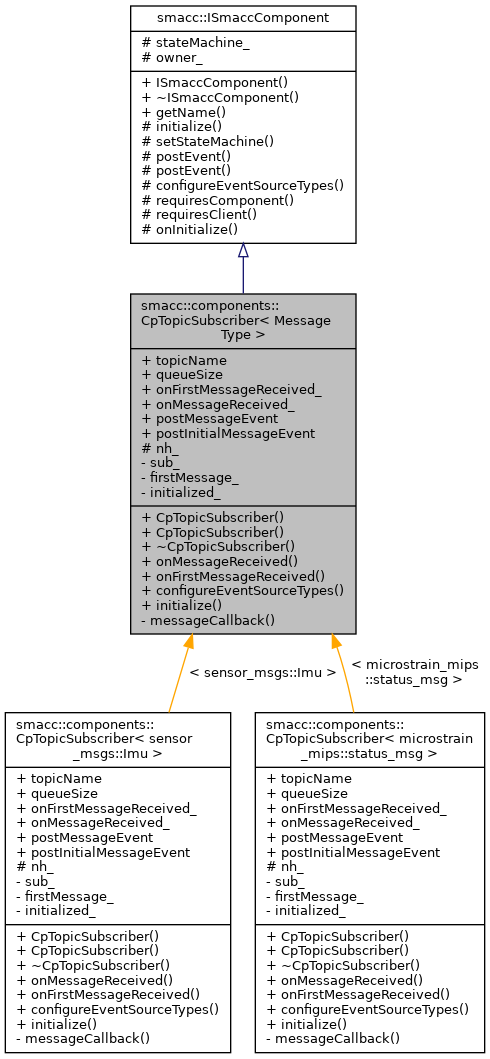 smacc::ISmaccComponent
# stateMachine_
# owner_
+ ISmaccComponent()
+ ~ISmaccComponent()
+ getName()
# initialize()
# setStateMachine()
# postEvent()
# postEvent()
# configureEventSourceTypes()
# requiresComponent()
# requiresClient()
# onInitialize()
smacc::components::
CpTopicSubscriber< Message
Type >
+ topicName
+ queueSize
+ onFirstMessageReceived_
+ onMessageReceived_
+ postMessageEvent
+ postInitialMessageEvent
# nh_
- sub_
- firstMessage_
- initialized_
+ CpTopicSubscriber()
+ CpTopicSubscriber()
+ ~CpTopicSubscriber()
+ onMessageReceived()
+ onFirstMessageReceived()
+ configureEventSourceTypes()
+ initialize()
- messageCallback()
< sensor_msgs::Imu >
< microstrain_mips
::status_msg >
smacc::components::
CpTopicSubscriber< sensor
_msgs::Imu >
+ topicName
+ queueSize
+ onFirstMessageReceived_
+ onMessageReceived_
+ postMessageEvent
+ postInitialMessageEvent
# nh_
- sub_
- firstMessage_
- initialized_
+ CpTopicSubscriber()
+ CpTopicSubscriber()
+ ~CpTopicSubscriber()
+ onMessageReceived()
+ onFirstMessageReceived()
+ configureEventSourceTypes()
+ initialize()
- messageCallback()
smacc::components::
CpTopicSubscriber< microstrain
_mips::status_msg >
+ topicName
+ queueSize
+ onFirstMessageReceived_
+ onMessageReceived_
+ postMessageEvent
+ postInitialMessageEvent
# nh_
- sub_
- firstMessage_
- initialized_
+ CpTopicSubscriber()
+ CpTopicSubscriber()
+ ~CpTopicSubscriber()
+ onMessageReceived()
+ onFirstMessageReceived()
+ configureEventSourceTypes()
+ initialize()
- messageCallback()